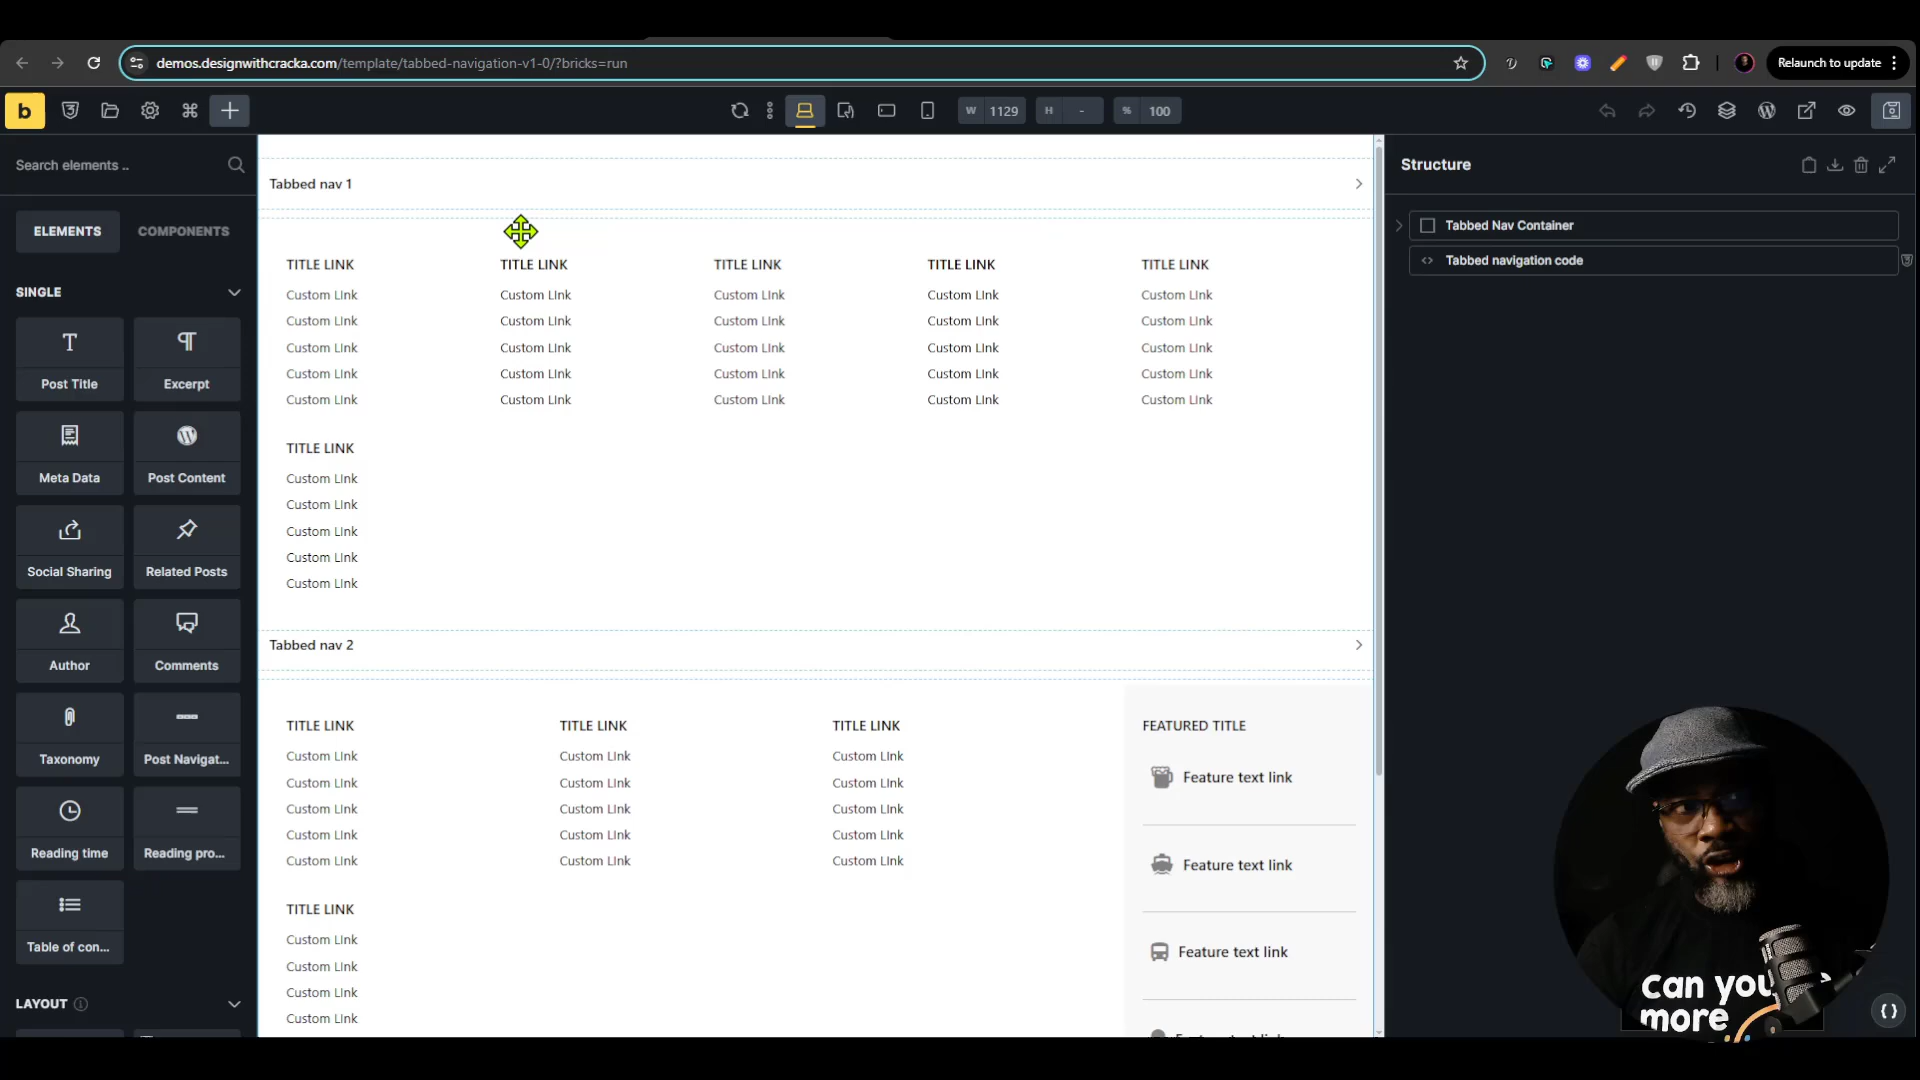 demos.designwithcracka.com/template/tabbed-navigation-v1-0/?bricks=run
Relaunch to update
b
W 1129
H -
% 100
Search elements ..
ELEMENTS
COMPONENTS
SINGLE
Post Title
Excerpt
Meta Data
Post Content
Social Sharing
Related Posts
Author
Comments
Taxonomy
Post Navigat...
Reading time
Reading pro...
Table of con...
LAYOUT
Tabbed nav 1
TITLE LINK
Custom LInk
Custom LInk
Custom LInk
Custom LInk
Custom LInk
TITLE LINK
Custom LInk
Custom LInk
Custom LInk
Custom LInk
Custom LInk
TITLE LINK
Custom LInk
Custom LInk
Custom LInk
Custom LInk
Custom LInk
TITLE LINK
Custom LInk
Custom LInk
Custom LInk
Custom LInk
Custom LInk
TITLE LINK
Custom LInk
Custom LInk
Custom LInk
Custom LInk
Custom LInk
TITLE LINK
Custom LInk
Custom LInk
Custom LInk
Custom LInk
Custom LInk
Tabbed nav 2
TITLE LINK
Custom LInk
Custom LInk
Custom LInk
Custom LInk
Custom LInk
TITLE LINK
Custom LInk
Custom LInk
Custom LInk
Custom LInk
Custom LInk
TITLE LINK
Custom LInk
Custom LInk
Custom LInk
Custom LInk
Custom LInk
TITLE LINK
Custom LInk
Custom LInk
Custom LInk
Custom LInk
FEATURED TITLE
Feature text link
Feature text link
Feature text link
Structure
Tabbed Nav Container
Tabbed navigation code
can you
more